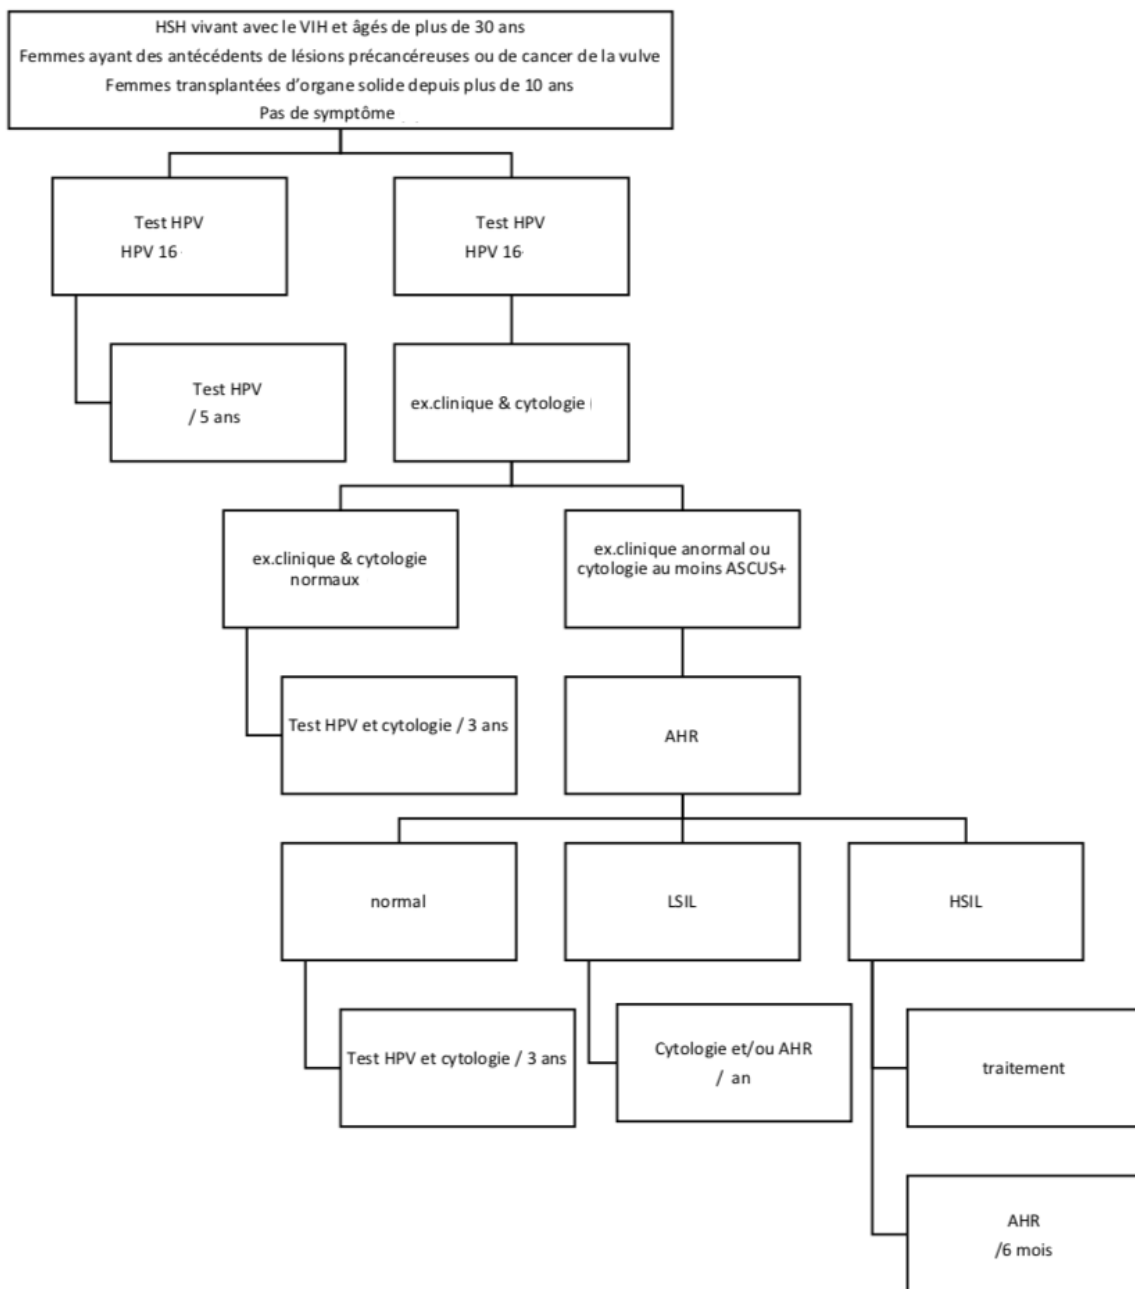 HSH vivant avec le VIH et âgés de plus de 30 ans
Femmes ayant des antécédents de lésions précancéreuses ou de cancer de la vulve
Femmes transplantées d'organe solide depuis plus de 10 ans
Pas de symptôme
Test HPV
HPV 16
Test HPV
HPV 16
Test HPV
/ 5 ans
ex.clinique & cytologie
ex.clinique & cytologie
normaux
ex.clinique anormal ou
cytologie au moins ASCUS+
Test HPV et cytologie / 3 ans
AHR
normal
LSIL
HSIL
Test HPV et cytologie / 3 ans
Cytologie et/ou AHR
/ an
traitement
AHR
/6 mois